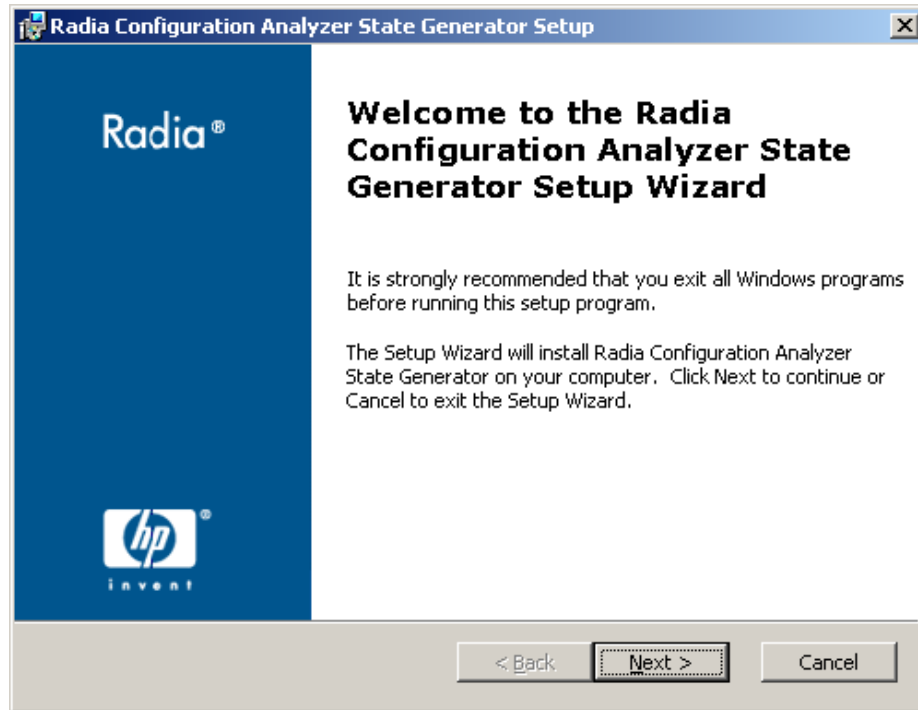 Radia Configuration Analyzer State Generator Setup
Radia®
Welcome to the Radia
Configuration Analyzer State
Generator Setup Wizard
It is strongly recommended that you exit all Windows programs
before running this setup program.
The Setup Wizard will install Radia Configuration Analyzer
State Generator on your computer. Click Next to continue or
Cancel to exit the Setup Wizard.
hp®
invent
< Back
Next >
Cancel